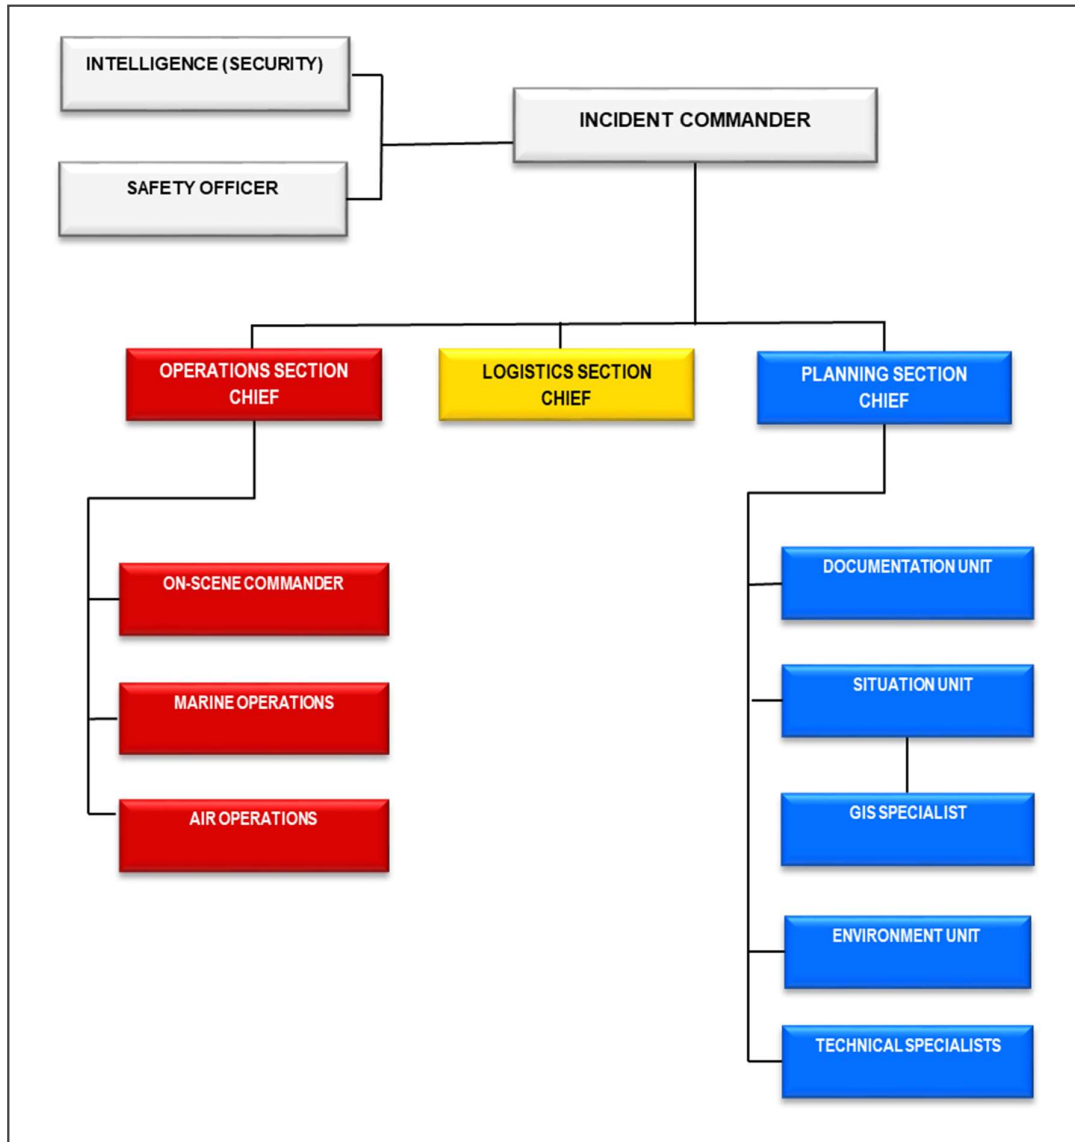 INTELLIGENCE (SECURITY)
INCIDENT COMMANDER
SAFETY OFFICER
OPERATIONS SECTION
CHIEF
LOGISTICS SECTION
CHIEF
PLANNING SECTION
CHIEF
ON-SCENE COMMANDER
MARINE OPERATIONS
AIR OPERATIONS
DOCUMENTATION UNIT
SITUATION UNIT
GIS SPECIALIST
ENVIRONMENT UNIT
TECHNICAL SPECIALISTS